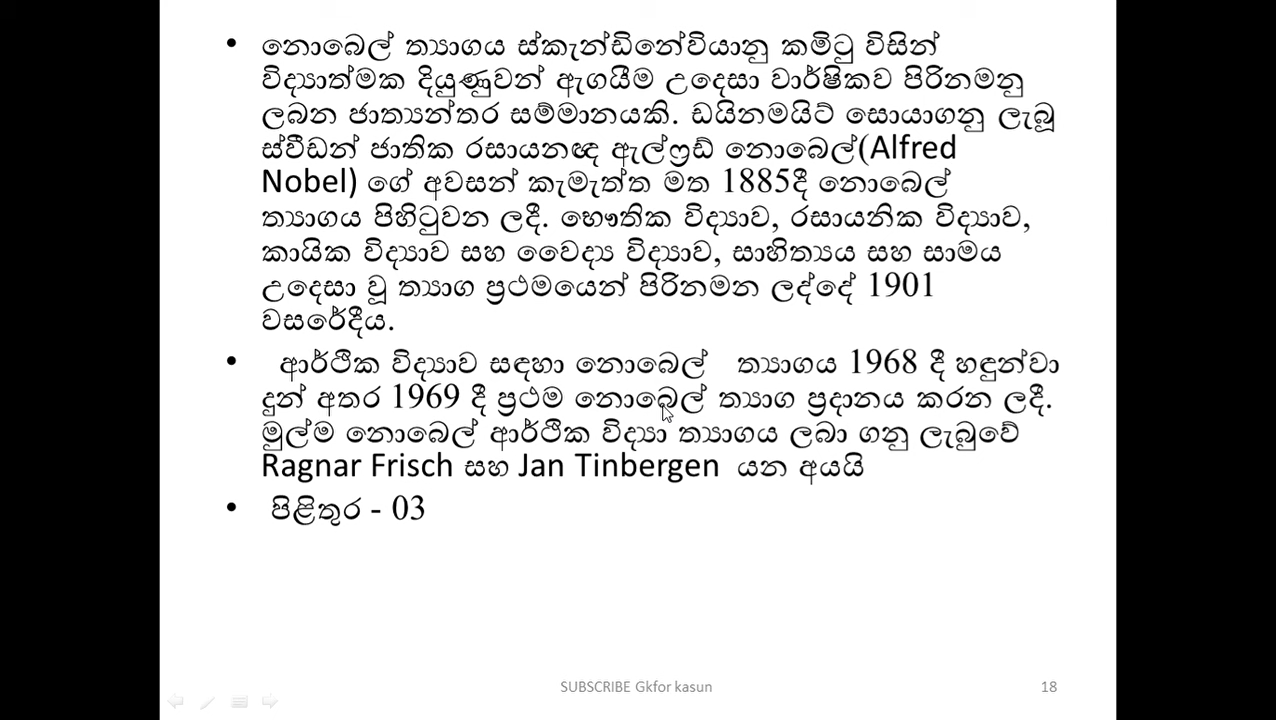 • නොබෙල් ත්‍යාගය ස්කැන්ඩිනේවියානු කමිටු විසින්
විද්‍යාත්මක දියුණුවන් ඇගයීම උදෙසා වාර්ෂිකව පිරිනමනු
ලබන ජාත්‍යන්තර සම්මානයකි. ඩයිනමයිට් සොයාගනු ලැබූ
ස්වීඩන් ජාතික රසායනඥ ඇල්ෆ්‍රඩ් නොබෙල්(Alfred
Nobel) ගේ අවසන් කැමැත්ත මත 1885දී නොබෙල්
ත්‍යාගය පිහිටුවන ලදී. භෞතික විද්‍යාව, රසායනික විද්‍යාව,
කායික විද්‍යාව සහ වෛද්‍ය විද්‍යාව, සාහිත්‍යය සහ සාමය
උදෙසා වූ ත්‍යාග ප්‍රථමයෙන් පිරිනමන ලද්දේ 1901
වසරේදීය.
• ආර්ථික විද්‍යාව සඳහා නොබෙල් ත්‍යාගය 1968 දී හඳුන්වා
දුන් අතර 1969 දී ප්‍රථම නොබෙල් ත්‍යාග ප්‍රදානය කරන ලදී.
මුල්ම නොබෙල් ආර්ථික විද්‍යා ත්‍යාගය ලබා ගනු ලැබුවේ
Ragnar Frisch සහ Jan Tinbergen යන අයයි
• පිළිතුර - 03
SUBSCRIBE Gkfor kasun 18